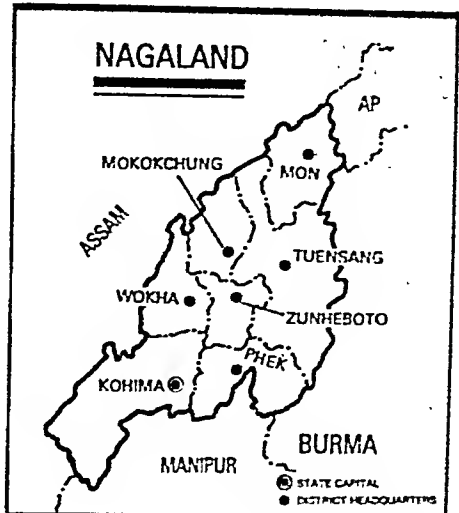 NAGALAND
AP
MOKOKCHUNG
MON
ASSAM
TUENSANG
WOKHA
ZUNHEBOTO
PHEK
KOHIMA
BURMA
MANIPUR
STATE CAPITAL
DISTRICT HEADQUARTERS